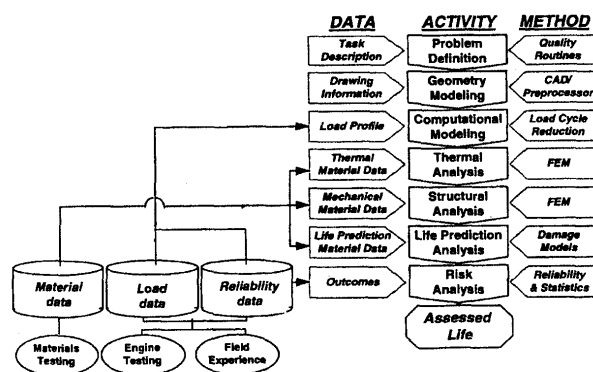 DATA ACTIVITY METHOD
Task
Description
Problem
Definition
Quality
Routines
Drawing
Information
Geometry
Modeling
CAD/
Preprocessor
Load Profile
Computational
Modeling
Load Cycle
Reduction
Thermal
Material Data
Thermal
Analysis
FEM
Mechanical
Material Data
Structural
Analysis
FEM
Life Prediction
Material Data
Life Prediction
Analysis
Damage
Models
Outcomes
Risk
Analysis
Reliability
& Statistics
Assessed
Life
Material
data
Load
data
Reliability
data
Materials
Testing
Engine
Testing
Field
Experience